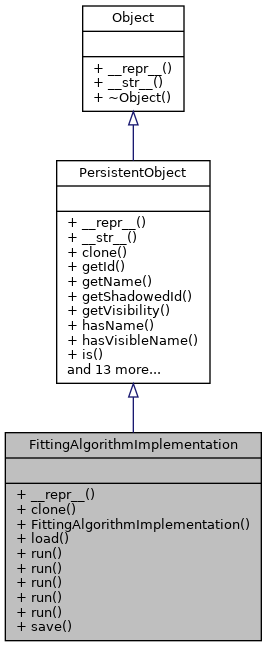 Object
+ __repr__()
+ __str__()
+ ~Object()
PersistentObject
+ __repr__()
+ __str__()
+ clone()
+ getId()
+ getName()
+ getShadowedId()
+ getVisibility()
+ hasName()
+ hasVisibleName()
+ is()
and 13 more...
FittingAlgorithmImplementation
+ __repr__()
+ clone()
+ FittingAlgorithmImplementation()
+ load()
+ run()
+ run()
+ run()
+ run()
+ run()
+ save()